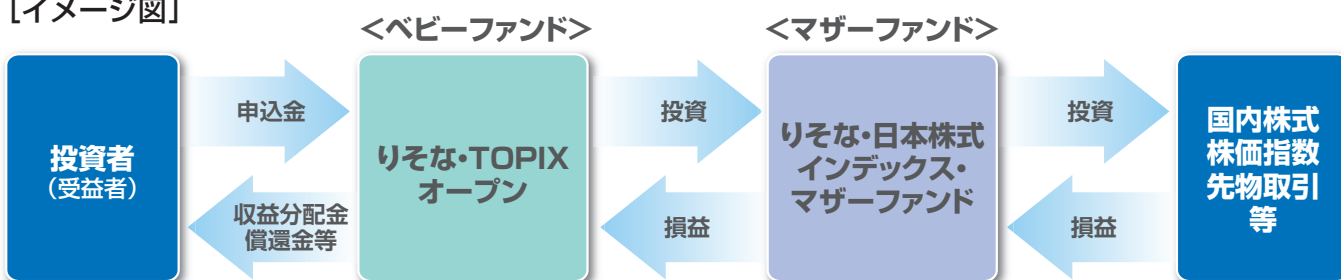 ［イメージ図］
＜ベビーファンド＞
＜マザーファンド＞
投資者
（受益者）
申込金
収益分配金
償還金等
りそな・TOPIX
オープン
投資
損益
りそな・日本株式
インデックス・
マザーファンド
投資
損益
国内株式
株価指数
先物取引
等